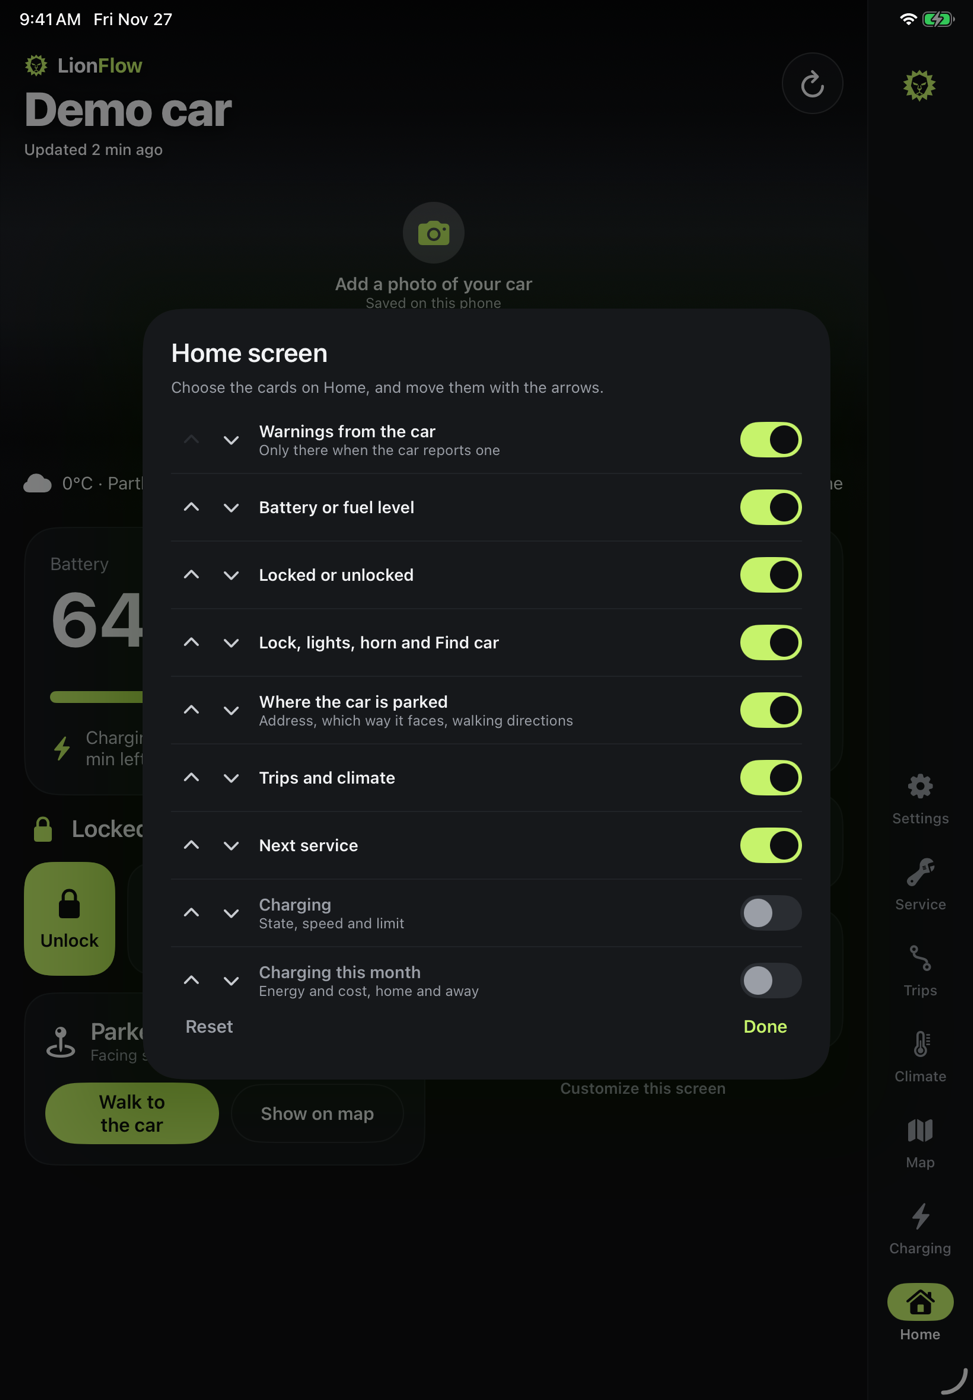 9:41 AM Fri Nov 27
LionFlow
Demo car
Updated 2 min ago
Add a photo of your car
Saved on this phone
Home screen
Choose the cards on Home, and move them with the arrows.
Warnings from the car
Only there when the car reports one
0°C
Battery or fuel level
Battery
64
Locked or unlocked
Lock, lights, horn and Find car
Where the car is parked
Address, which way it faces, walking directions
min left
Trips and climate
Settings
Locked
Next service
Service
Charging
State, speed and limit
Unlock
Charging this month
Energy and cost, home and away
Trips
Reset
Done
Facing
Climate
Customize this screen
Walk to
the car
Show on map
Map
Charging
Home